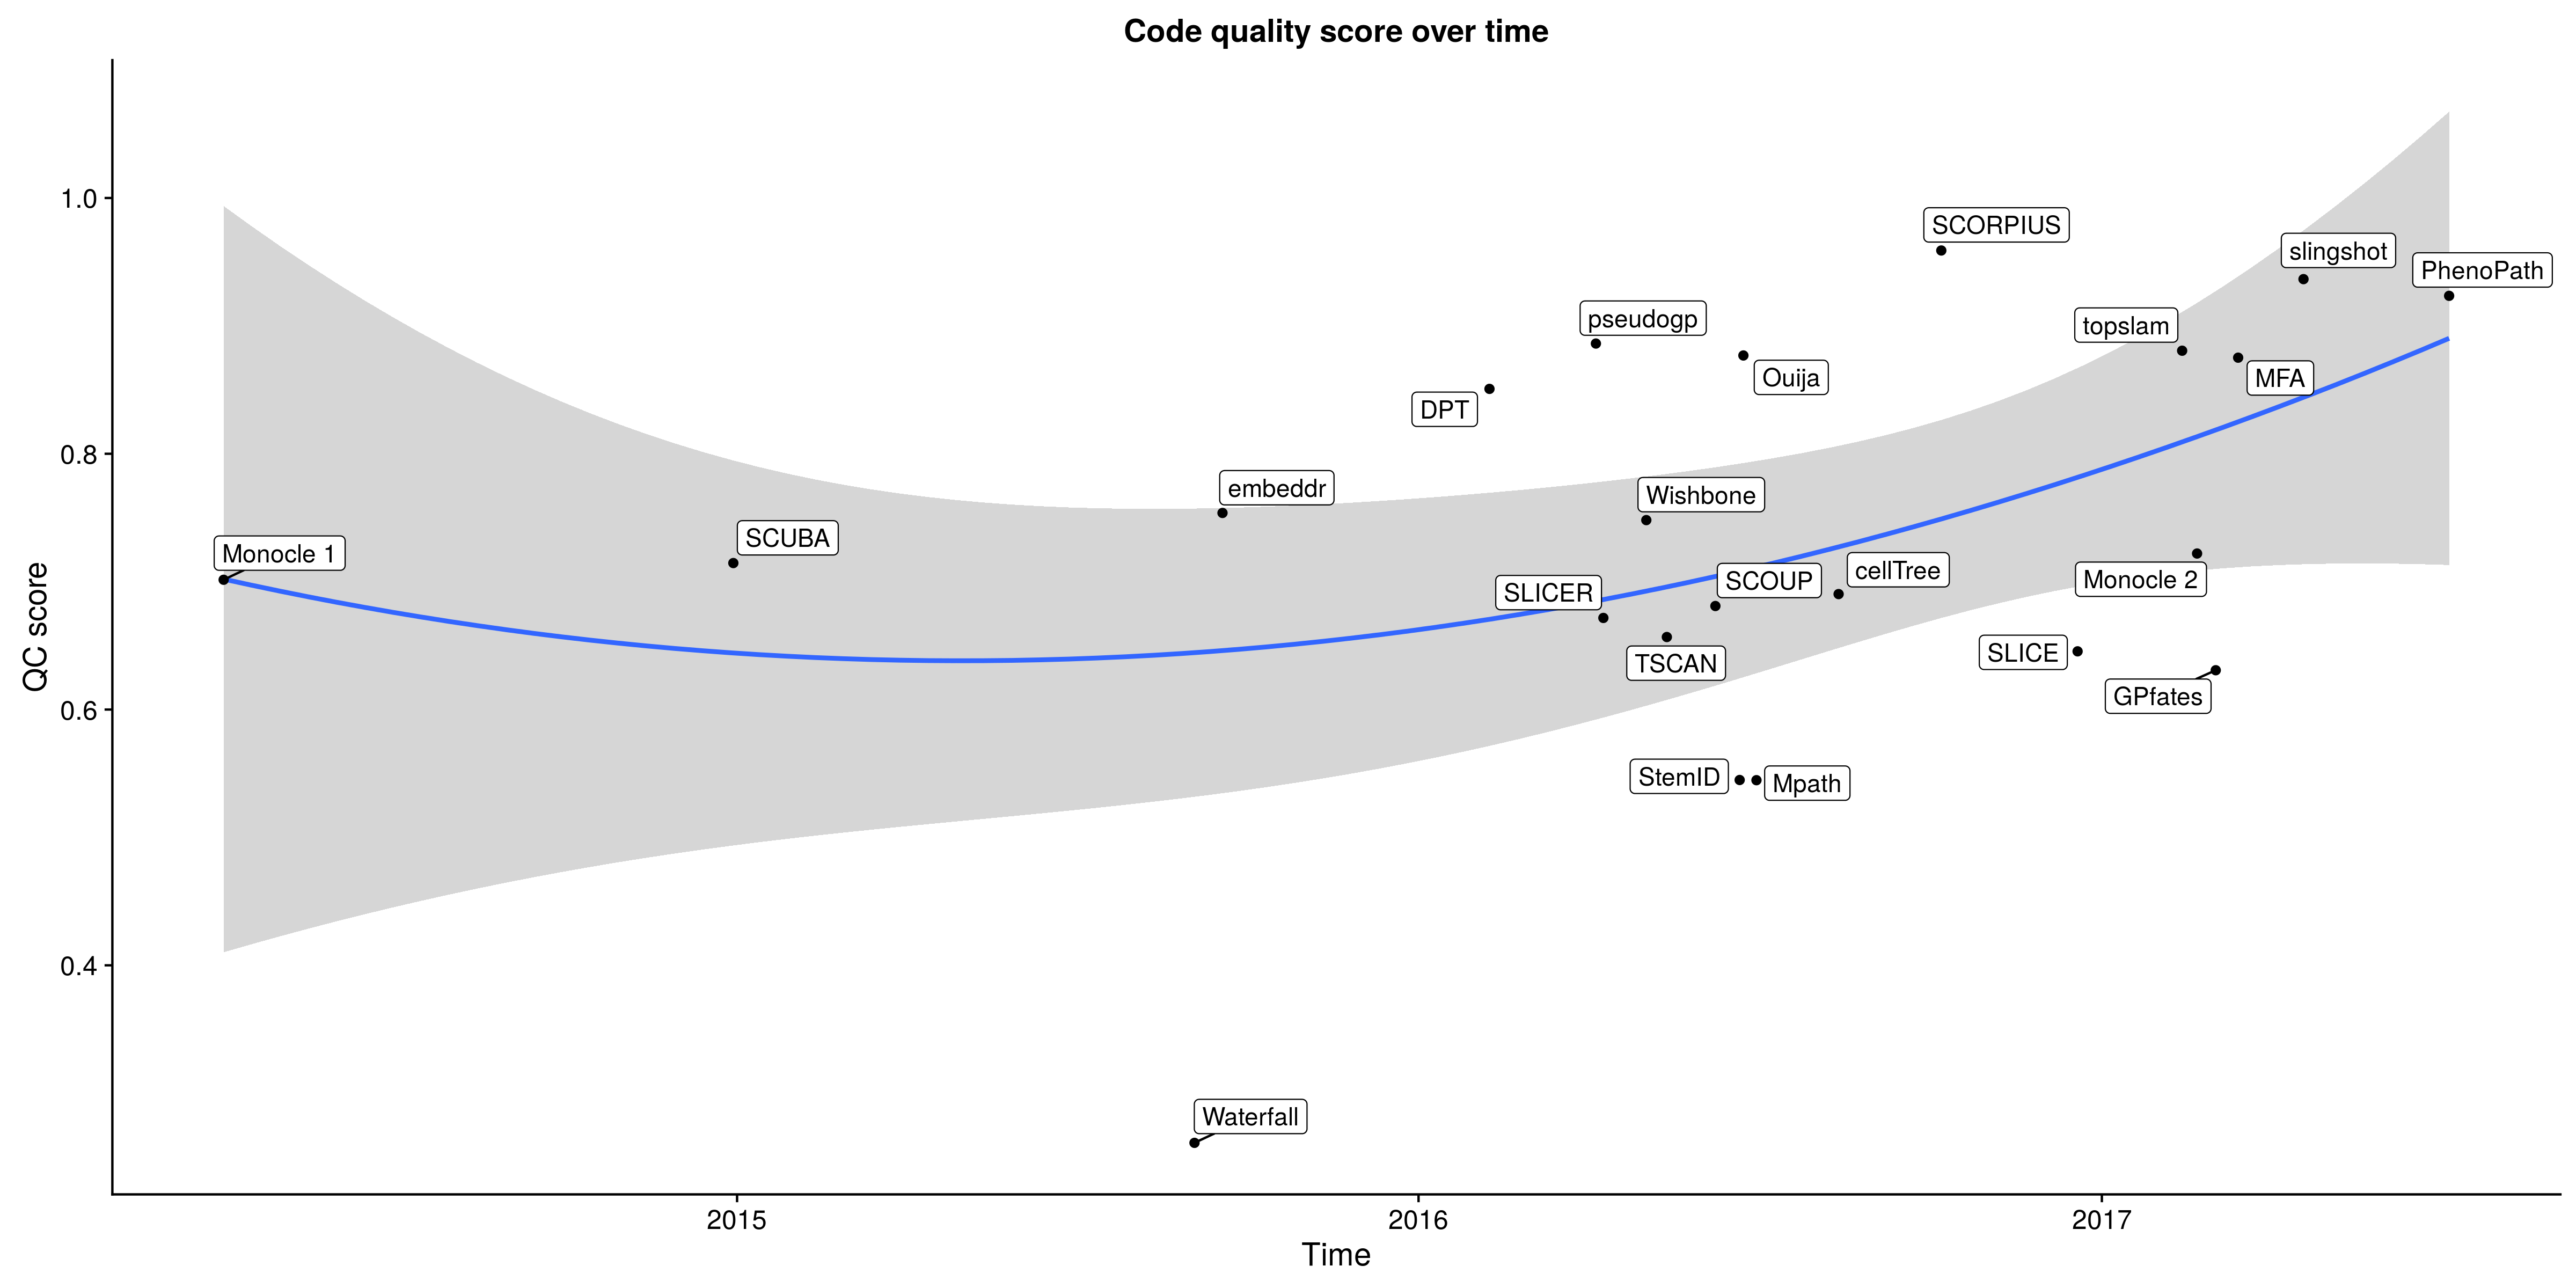 Code quality score over time
QC score
1.0
0.8
0.6
0.4
SCORPIUS
slingshot
PhenoPath
pseudogp
topslam
Ouija
MFA
DPT
embeddr
Wishbone
SCUBA
Monocle 1
cellTree
SCOUP
Monocle 2
SLICER
SLICE
TSCAN
GPfates
StemID
Mpath
Waterfall
2015
2016
2017
Time